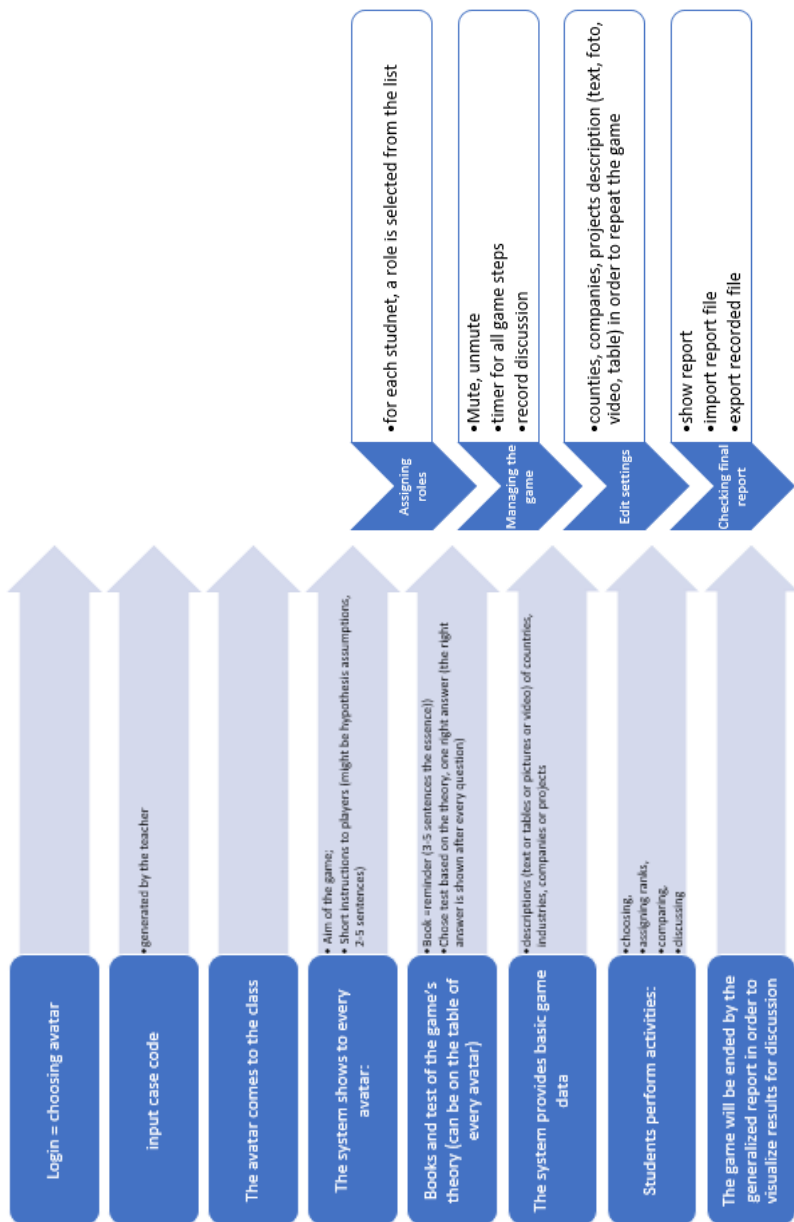 Login = choosing avatar
input case code
•generated by the teacher
The avatar comes to the class
The system shows to every
avatar:
• Aim of the game;
• Short instructions to players (might be hypothesis assumptions,
2-5 sentences)
Books and test of the game's
theory (can be on the table of
every avatar)
•Book =reminder (3-5 sentences the essence))
•Chose test based on the theory, one right answer (the right
answer is shown after every question)
The system provides basic game
data
•descriptions (text or tables or pictures or video) of countries,
industries, companies or projects
Students perform activities:
•choosing,
•assigning ranks,
•comparing,
•discussing
The game will be ended by the
generalized report in order to
visualize results for discussion
Assigning
roles
•for each studnet, a role is selected from the list
Managing the
game
•Mute, unmute
•timer for all game steps
•record discussion
Edit settings
•counties, companies, projects description (text, foto,
video, table) in order to repeat the game
Checking final
report
•show report
•import report file
•export recorded file